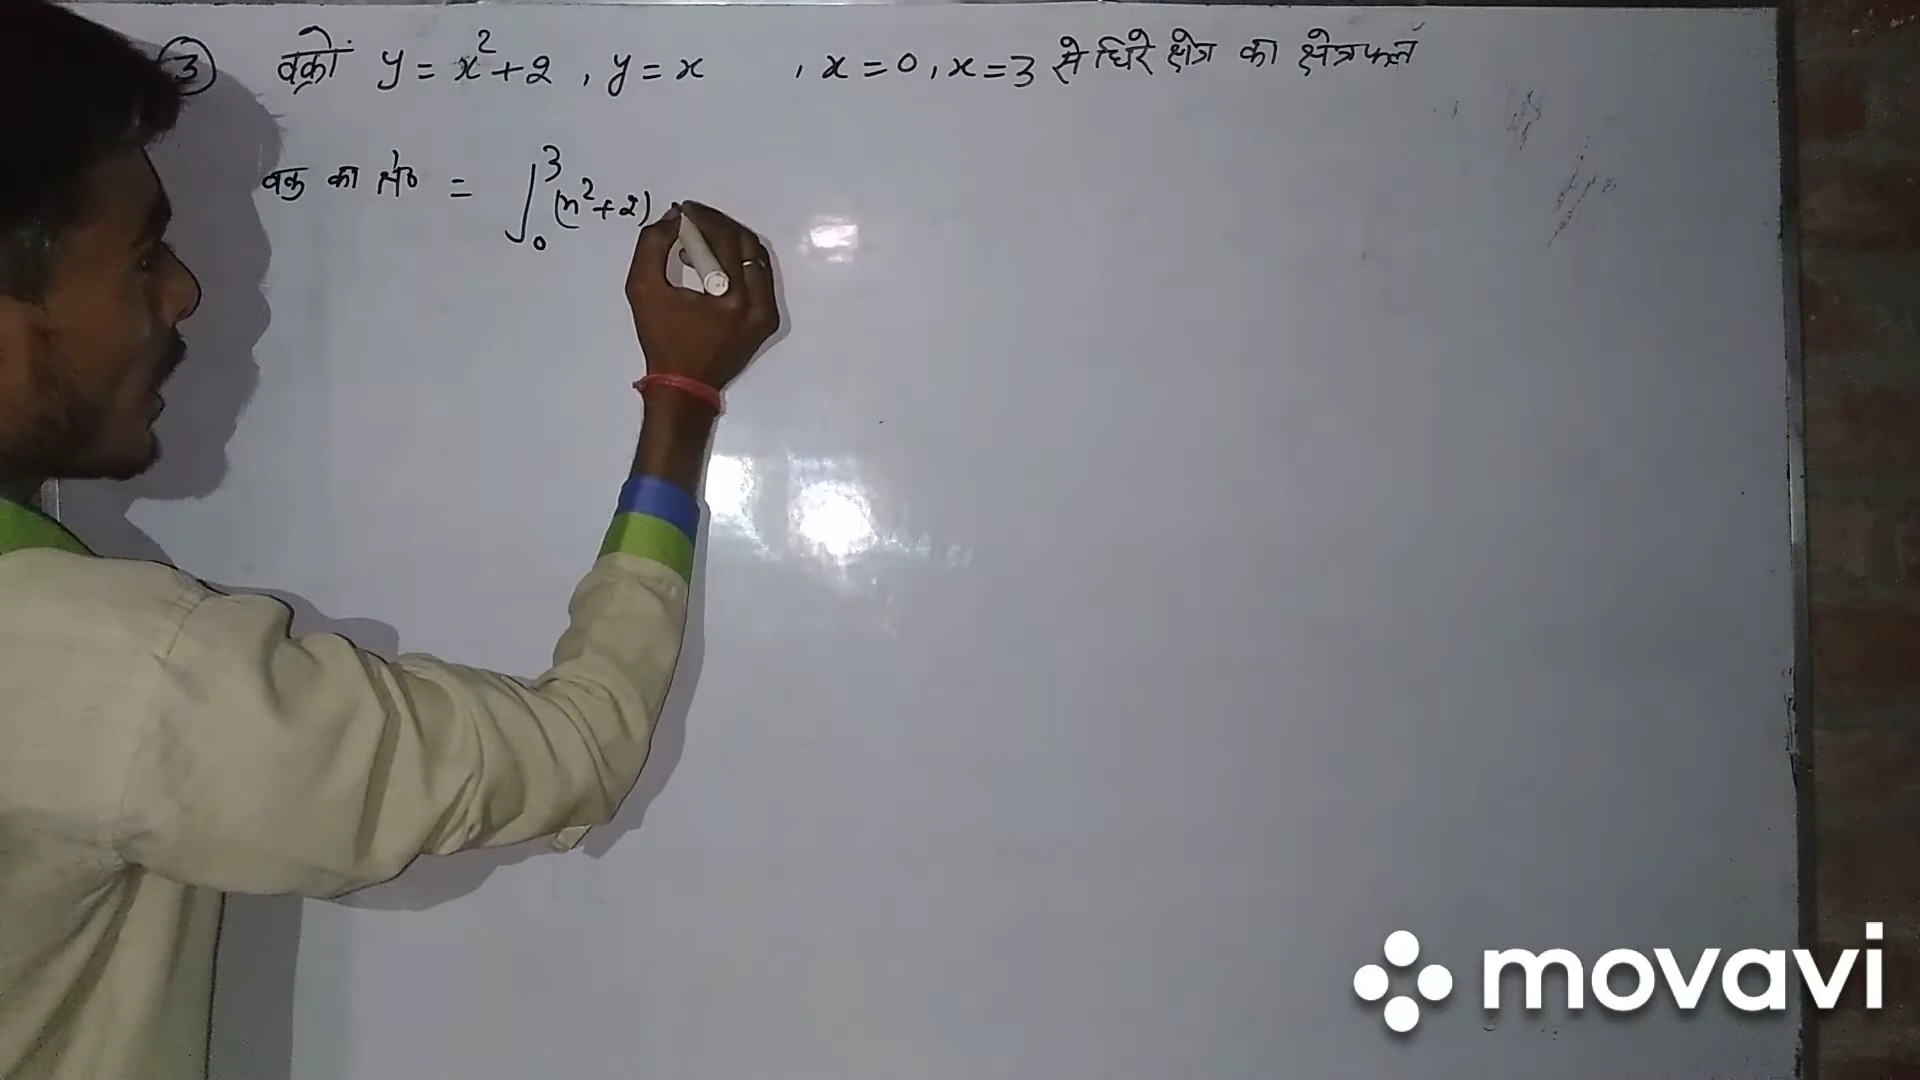 ③ वक्रों y = x²+2 , y = x , x = 0 , x = 3 से घिरे क्षेत्र का क्षेत्रफल
वक्र का क्षे० = ∫₀³ (x²+2)
movavi